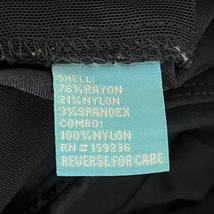 SHELL:
76% RAYON
21% NYLON
3% SPANDEX
COMBO:
100% NYLON
RN # 159236
REVERSE FOR CARE